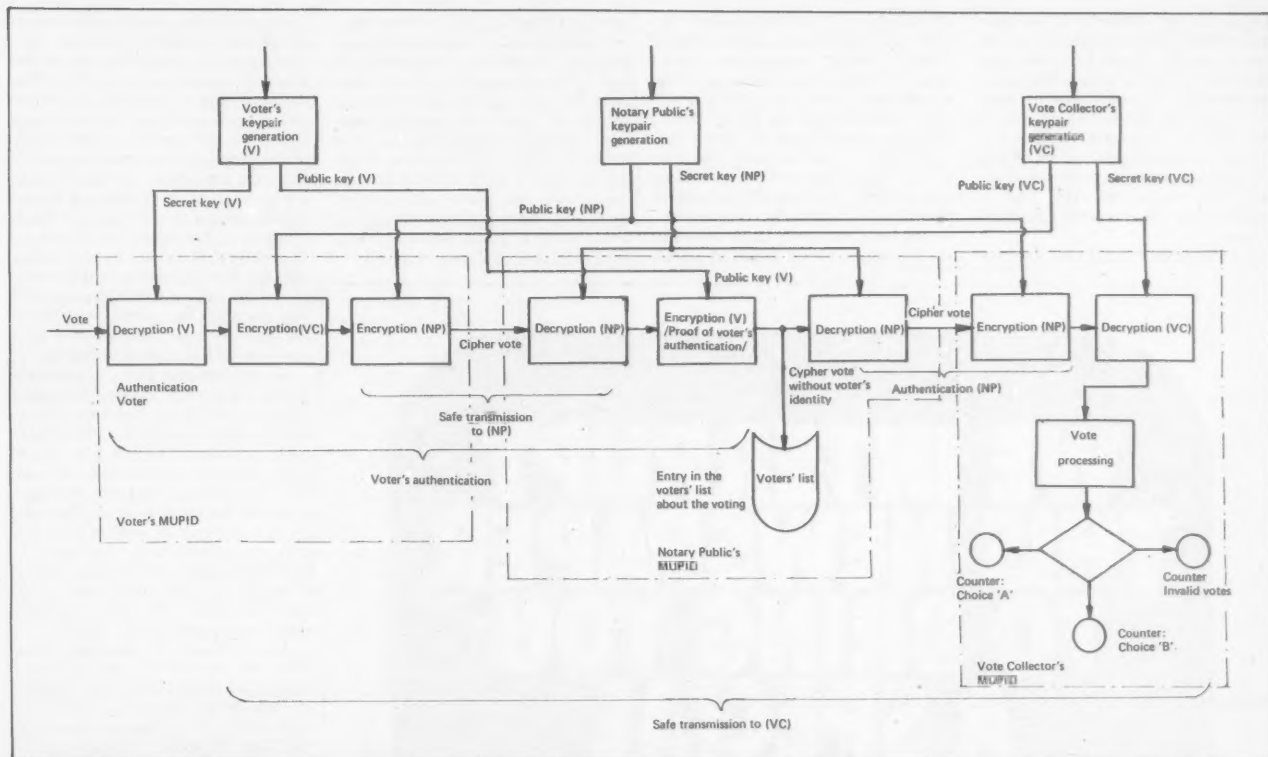 Voter's
keypair
generation
(V)
Notary Public's
keypair
generation
Vote Collector's
keypair
generation
(VC)
Secret key (V)
Public key (V)
Secret key (NP)
Public key (NP)
Public key (VC)
Secret key (VC)
Public key (V)
Vote
Decryption (V)
Encryption(VC)
Encryption (NP)
Cipher vote
Decryption (NP)
Encryption (V)
/Proof of voter's
authentication/
Decryption (NP)
Cipher vote
Encryption (NP)
Decryption (VC)
Authentication
Voter
Safe transmission
to (NP)
Cypher vote
without voter's
identity
Authentication (NP)
Voter's authentication
Entry in the
voters' list
about the voting
Voters' list
Vote
processing
Voter's MUPID
Notary Public's
MUPID
Counter:
Choice 'A'
Counter
Invalid votes
Counter:
Choice 'B'.
Vote Collector's
MUPID
Safe transmission to (VC)